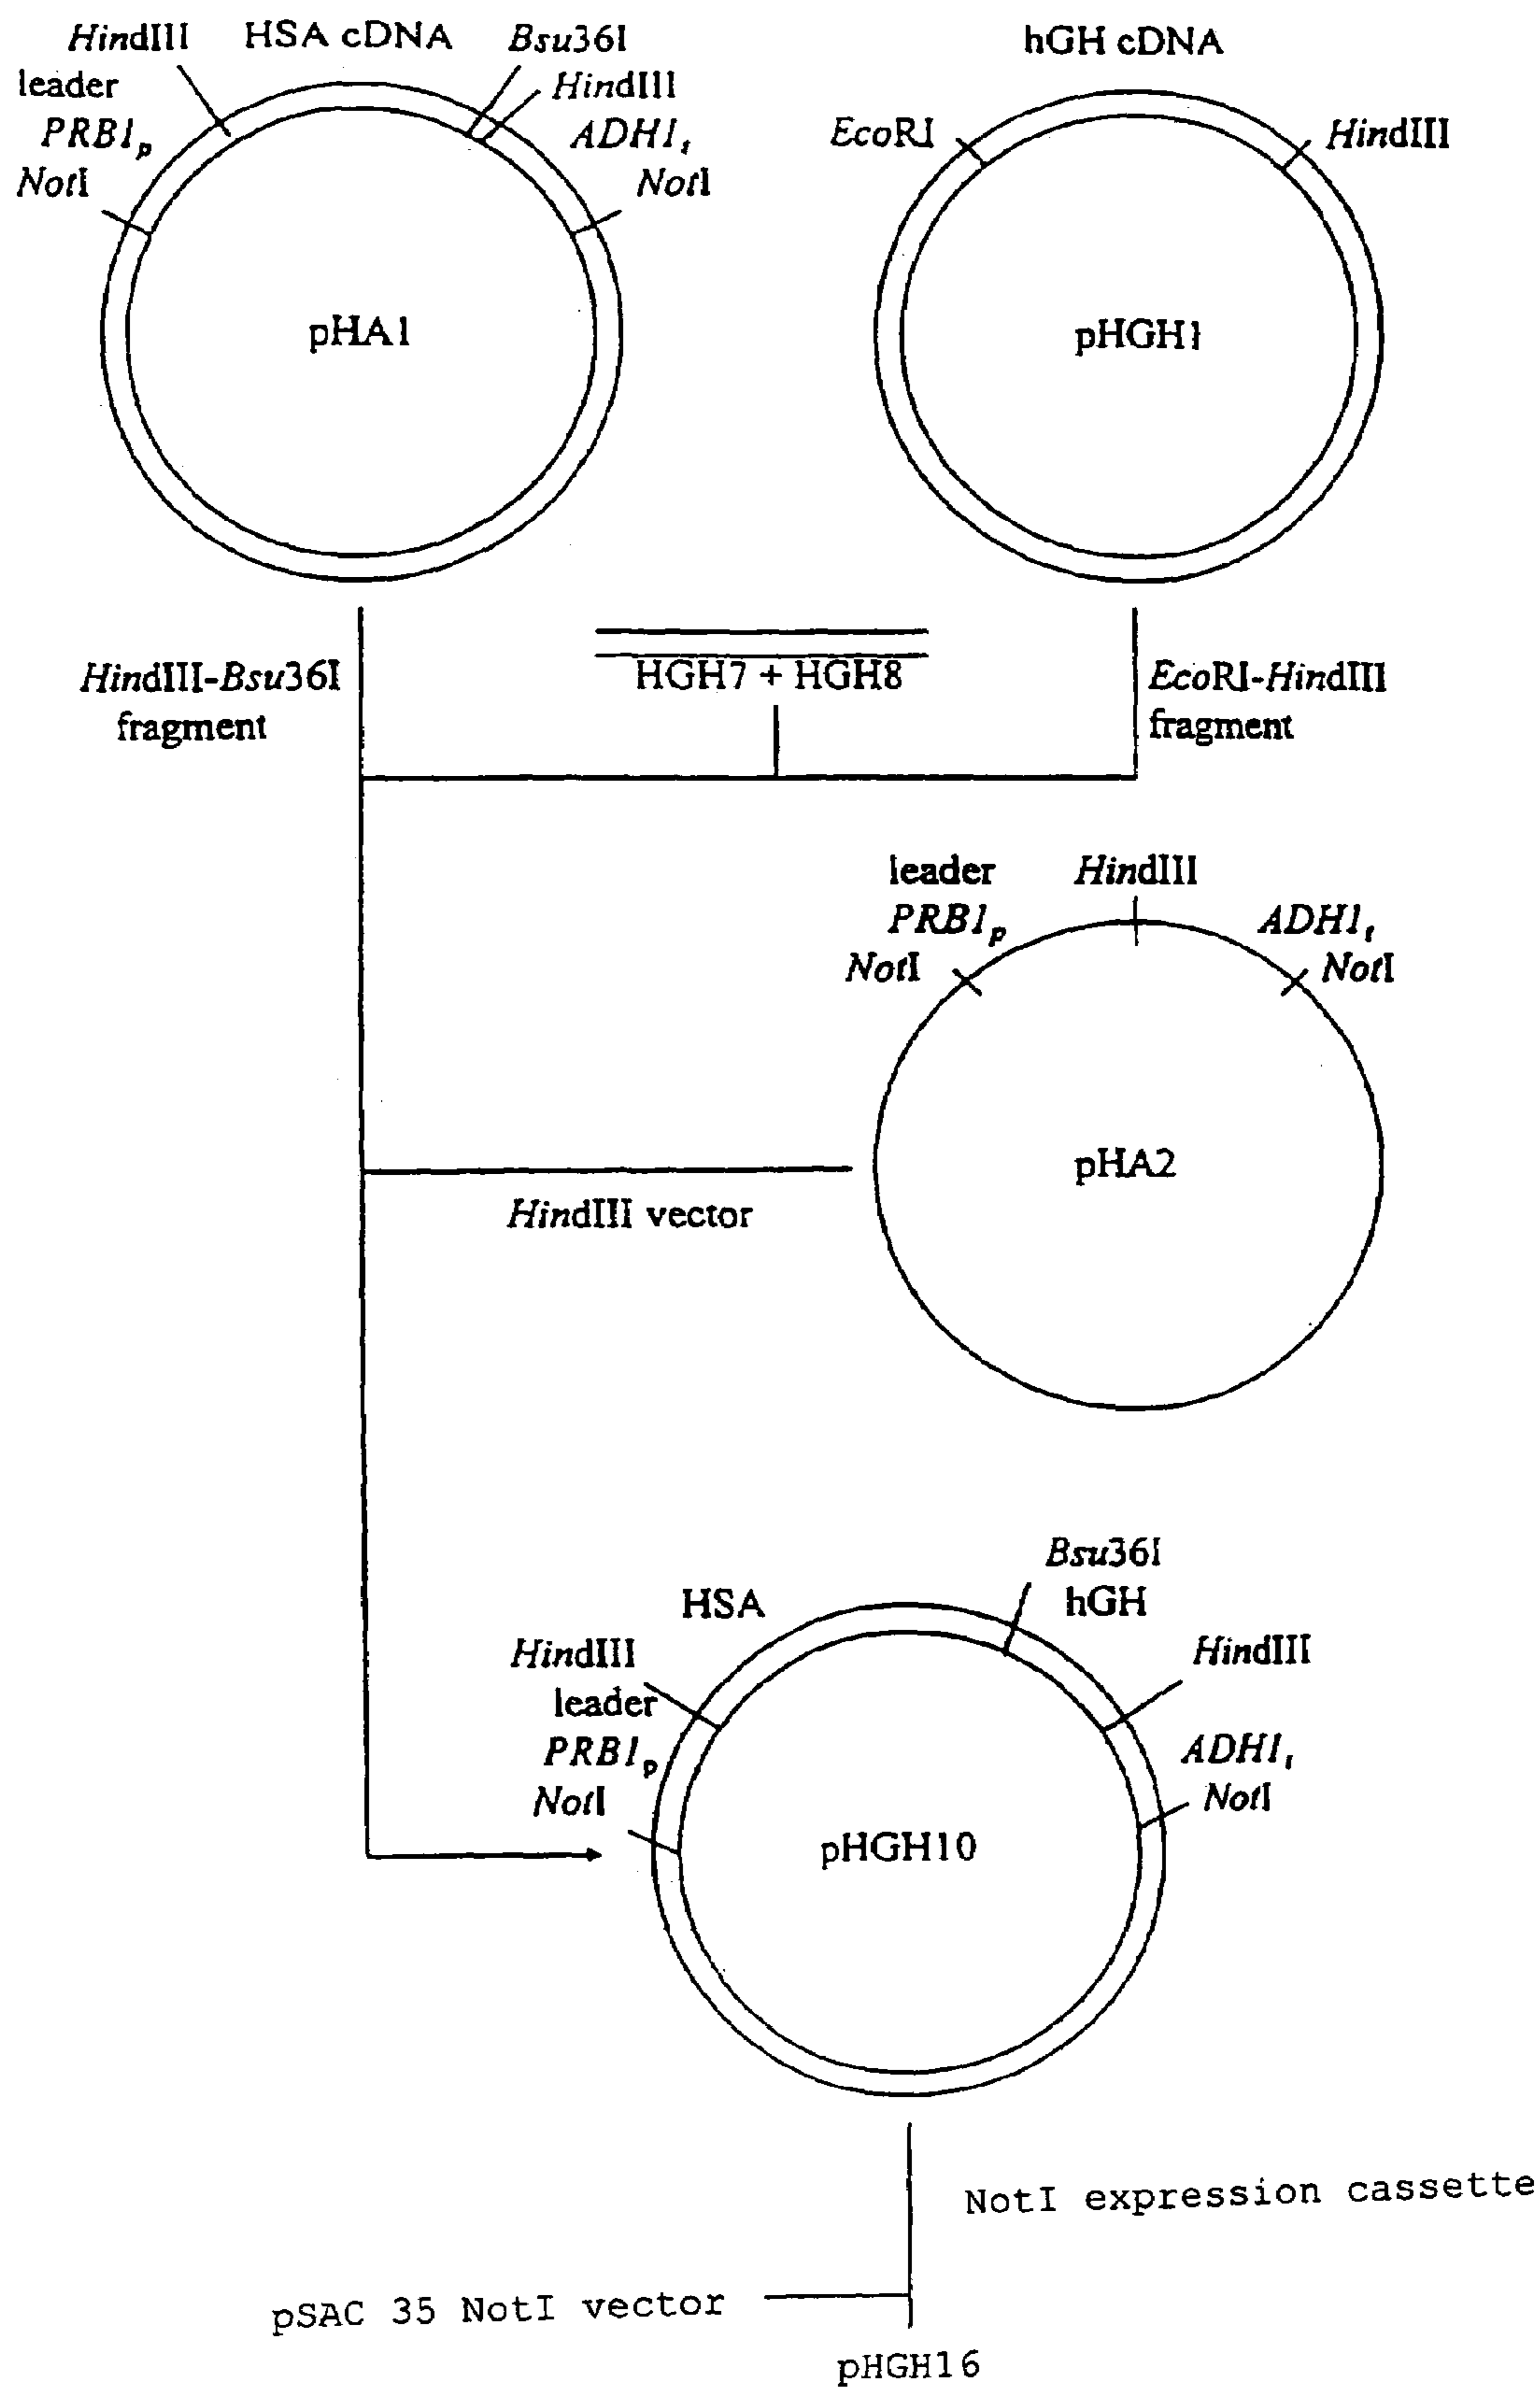 HindIII HSA cDNA Bsu36I
leader HindIII
PRB1p ADH1t
NotI NotI
pHA1
hGH cDNA
EcoRI HindIII
pHGH1
HindIII-Bsu36I
fragment
HGH7 + HGH8
EcoRI-HindIII
fragment
leader HindIII
PRB1p ADH1t
NotI NotI
pHA2
HindIII vector
Bsu36I
HSA hGH
HindIII HindIII
leader
PRB1p ADH1t
NotI NotI
pHGH10
NotI expression cassette
pSAC 35 NotI vector
pHGH16